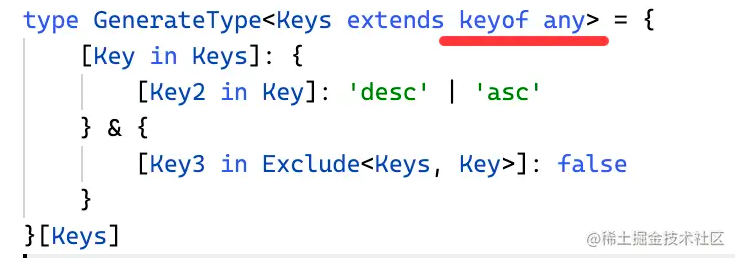 type GenerateType<Keys extends keyof any> = {
    [Key in Keys]: {
        [Key2 in Key]: 'desc' | 'asc'
    } & {
        [Key3 in Exclude<Keys, Key>]: false
    }
}[Keys]
@稀土掘金技术社区